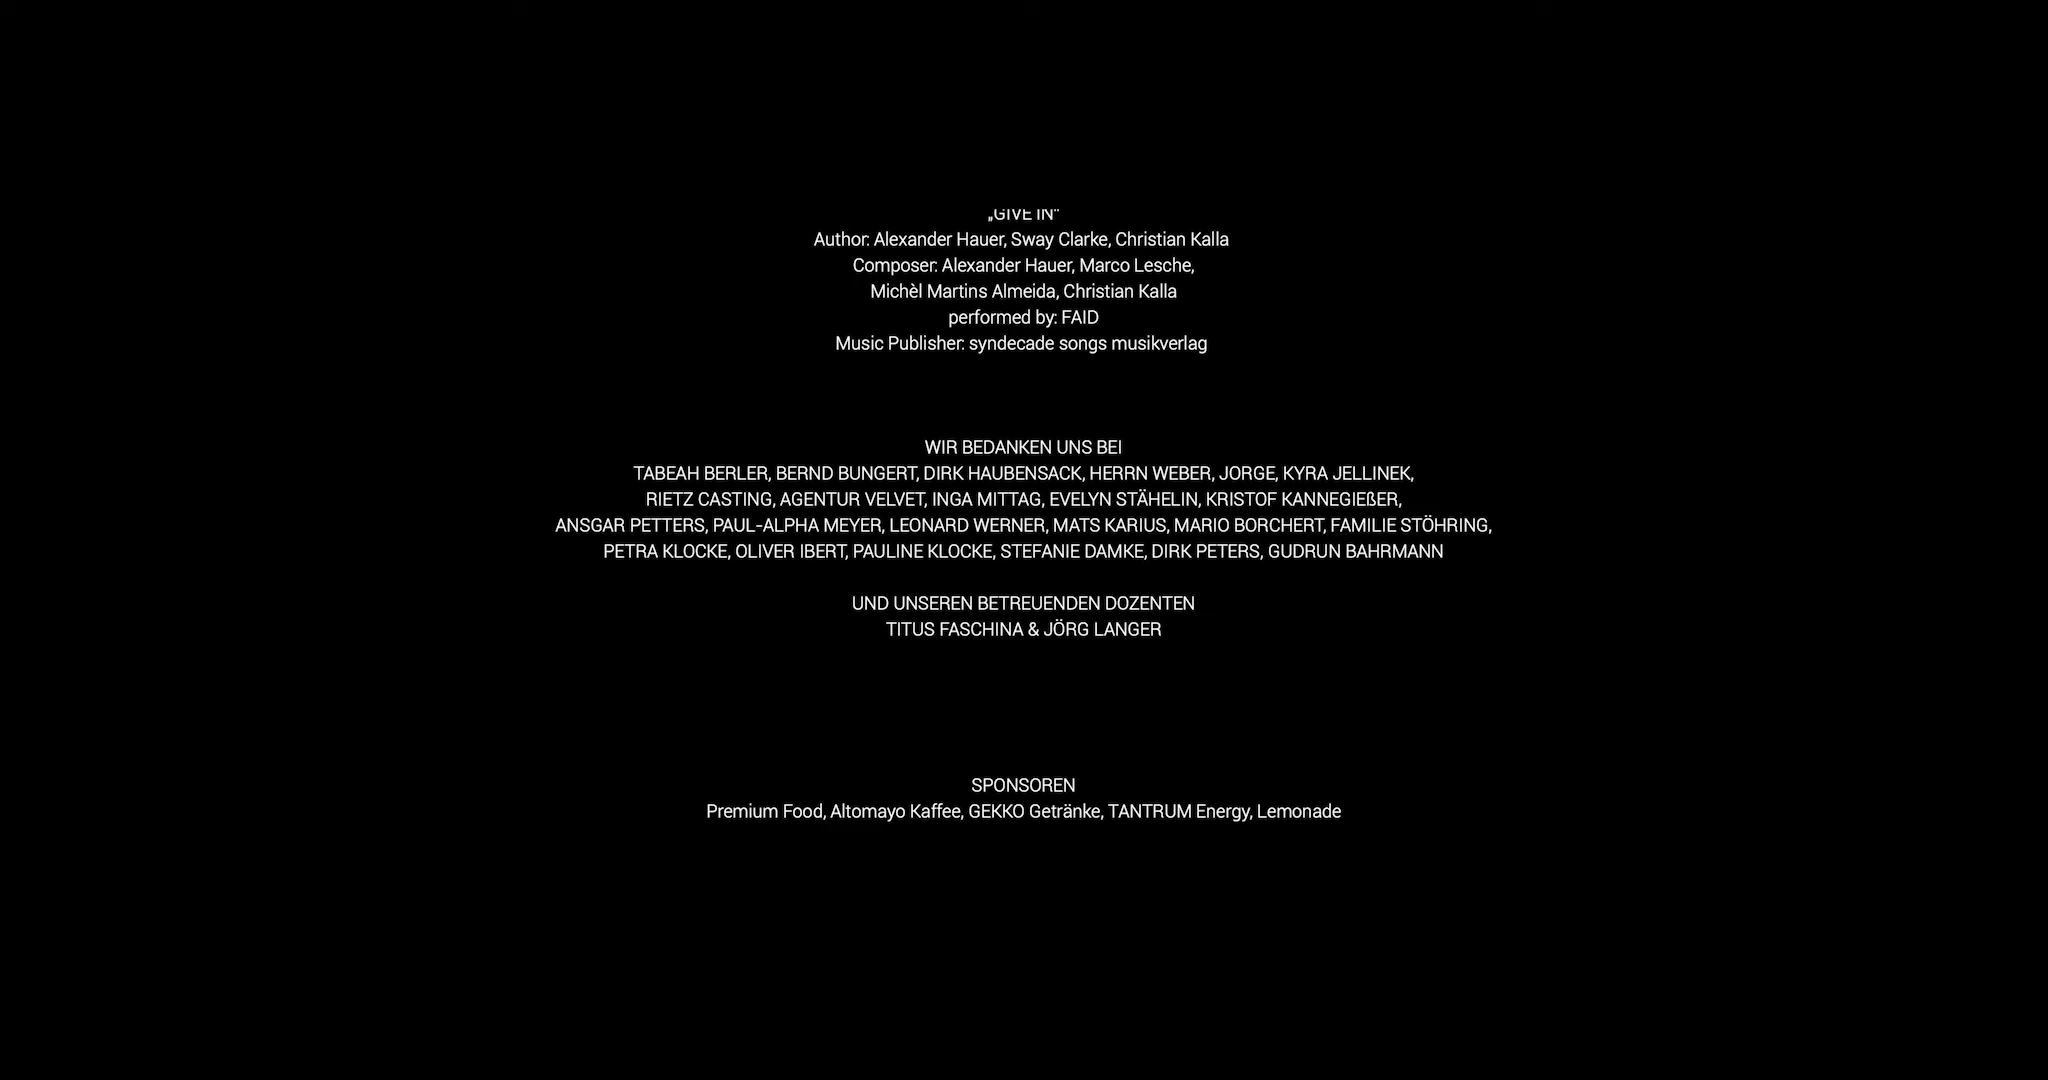 „GIVE IN"
Author: Alexander Hauer, Sway Clarke, Christian Kalla
Composer: Alexander Hauer, Marco Lesche,
Michèl Martins Almeida, Christian Kalla
performed by: FAID
Music Publisher: syndecade songs musikverlag
WIR BEDANKEN UNS BEI
TABEAH BERLER, BERND BUNGERT, DIRK HAUBENSACK, HERRN WEBER, JORGE, KYRA JELLINEK,
RIETZ CASTING, AGENTUR VELVET, INGA MITTAG, EVELYN STÄHELIN, KRISTOF KANNEGIEßER,
ANSGAR PETTERS, PAUL-ALPHA MEYER, LEONARD WERNER, MATS KARIUS, MARIO BORCHERT, FAMILIE STÖHRING,
PETRA KLOCKE, OLIVER IBERT, PAULINE KLOCKE, STEFANIE DAMKE, DIRK PETERS, GUDRUN BAHRMANN
UND UNSEREN BETREUENDEN DOZENTEN
TITUS FASCHINA & JÖRG LANGER
SPONSOREN
Premium Food, Altomayo Kaffee, GEKKO Getränke, TANTRUM Energy, Lemonade